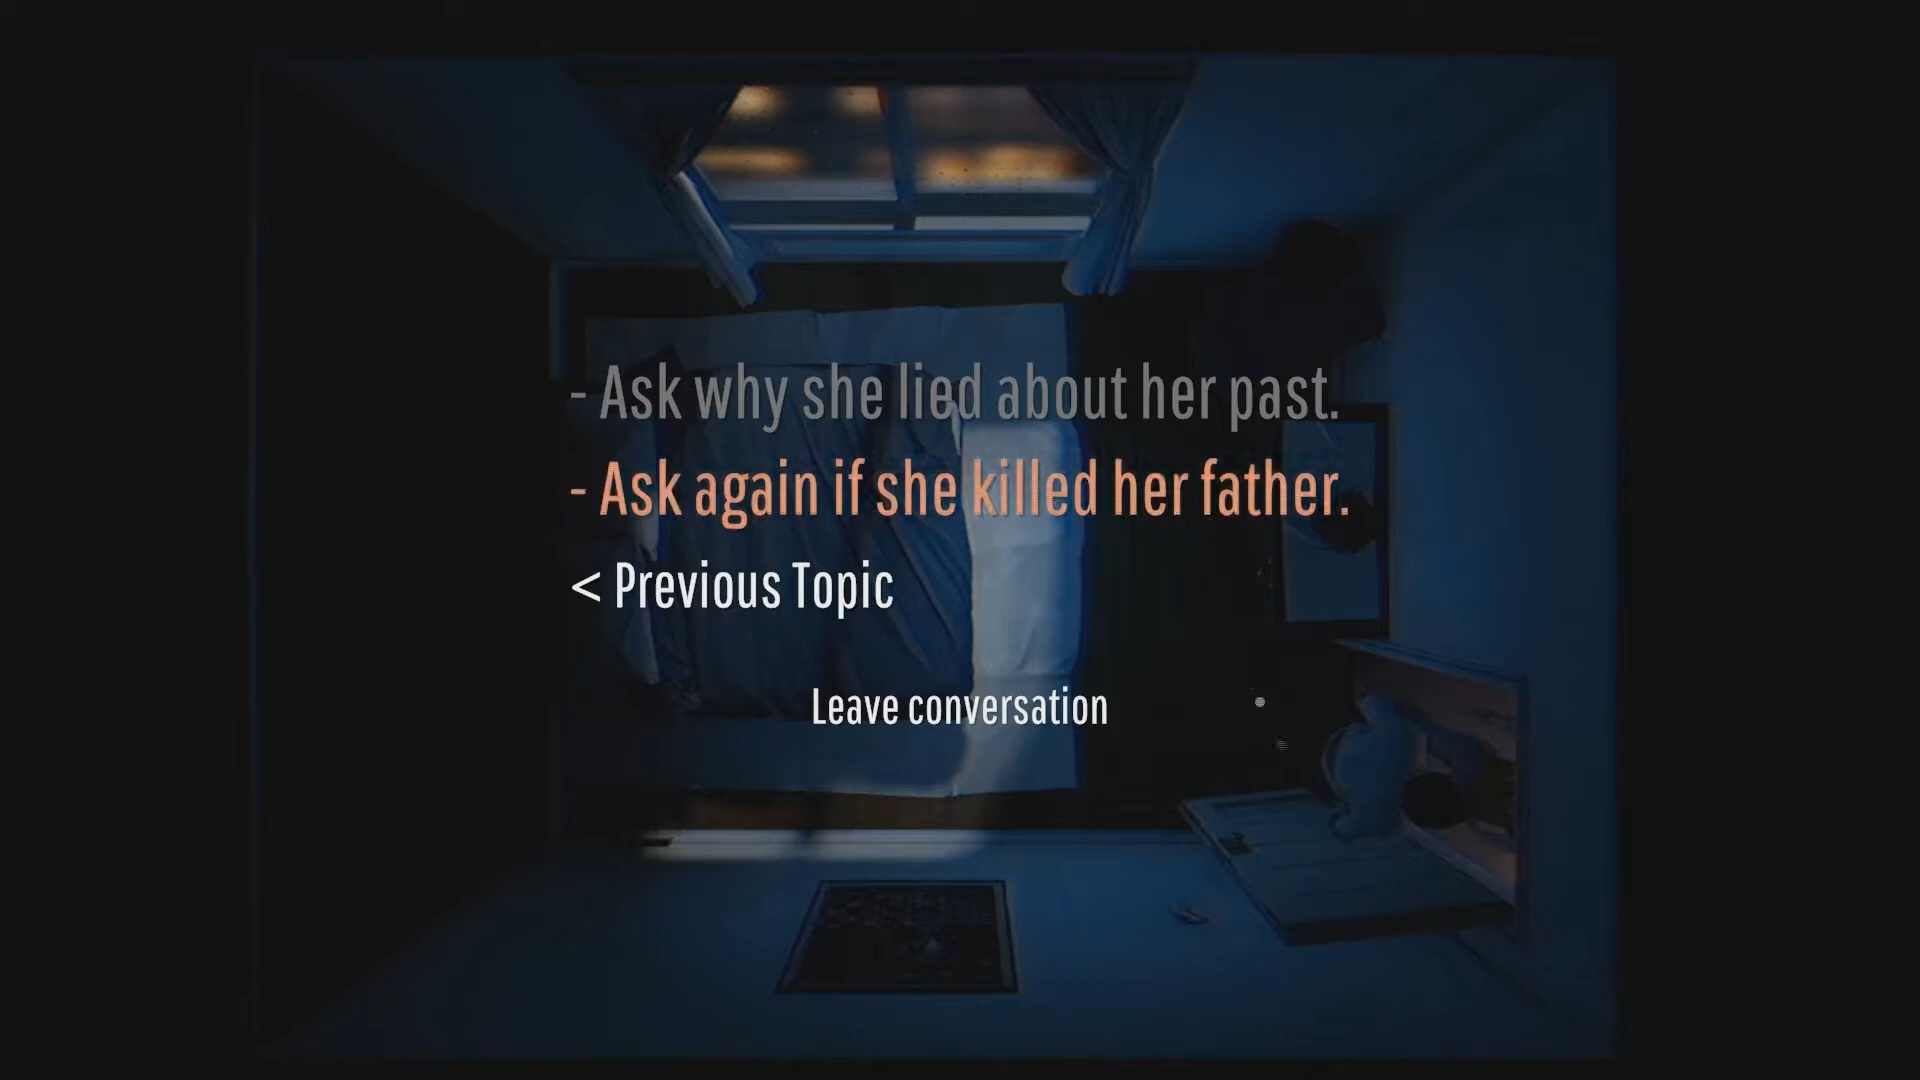 - Ask why she lied about her past.
- Ask again if she killed her father.
< Previous Topic
Leave conversation